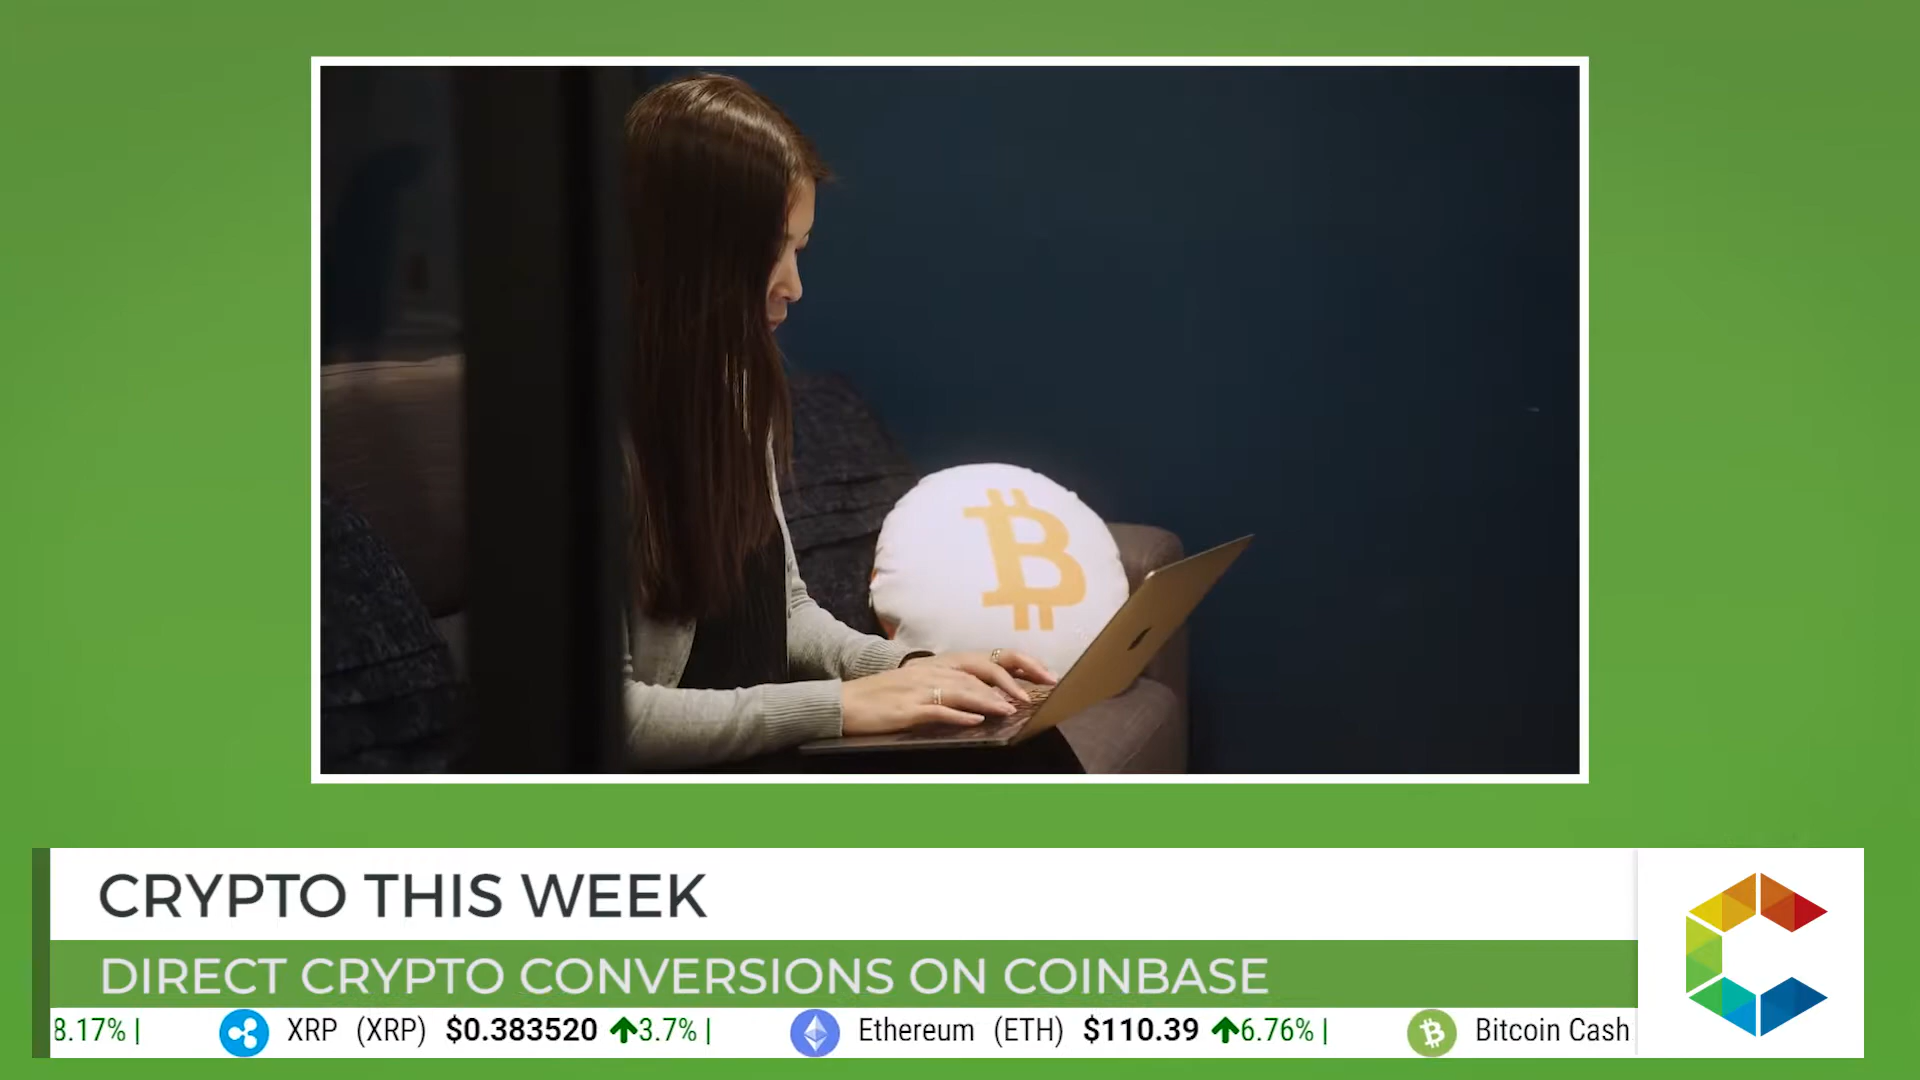 CRYPTO THIS WEEK
DIRECT CRYPTO CONVERSIONS ON COINBASE
8.17% | XRP (XRP) $0.383520 3.7% | Ethereum (ETH) $110.39 6.76% | Bitcoin Cash